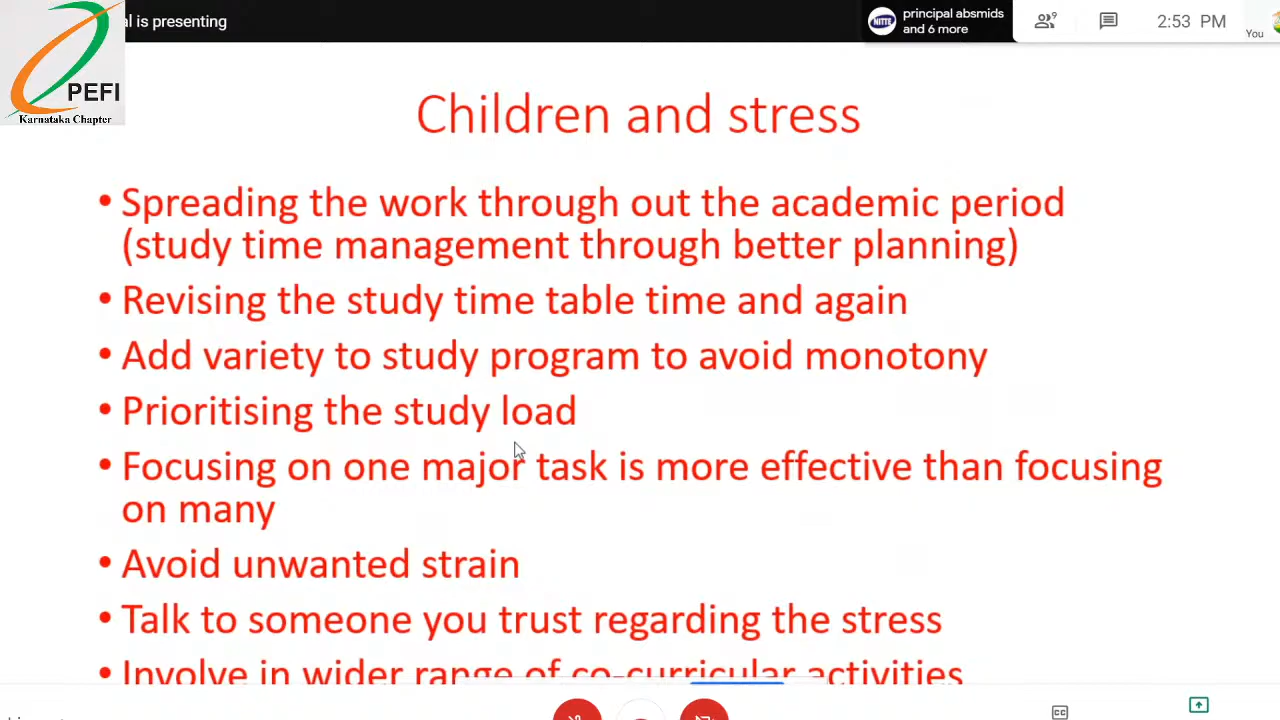 al is presenting
principal absmids
and 6 more
9
2:53 PM
You
NITTE
PEFI
Karnataka Chapter
Children and stress
• Spreading the work through out the academic period
(study time management through better planning)
• Revising the study time table time and again
• Add variety to study program to avoid monotony
• Prioritising the study load
• Focusing on one major task is more effective than focusing
on many
• Avoid unwanted strain
• Talk to someone you trust regarding the stress
• Involve in wider range of co-curricular activities
CC